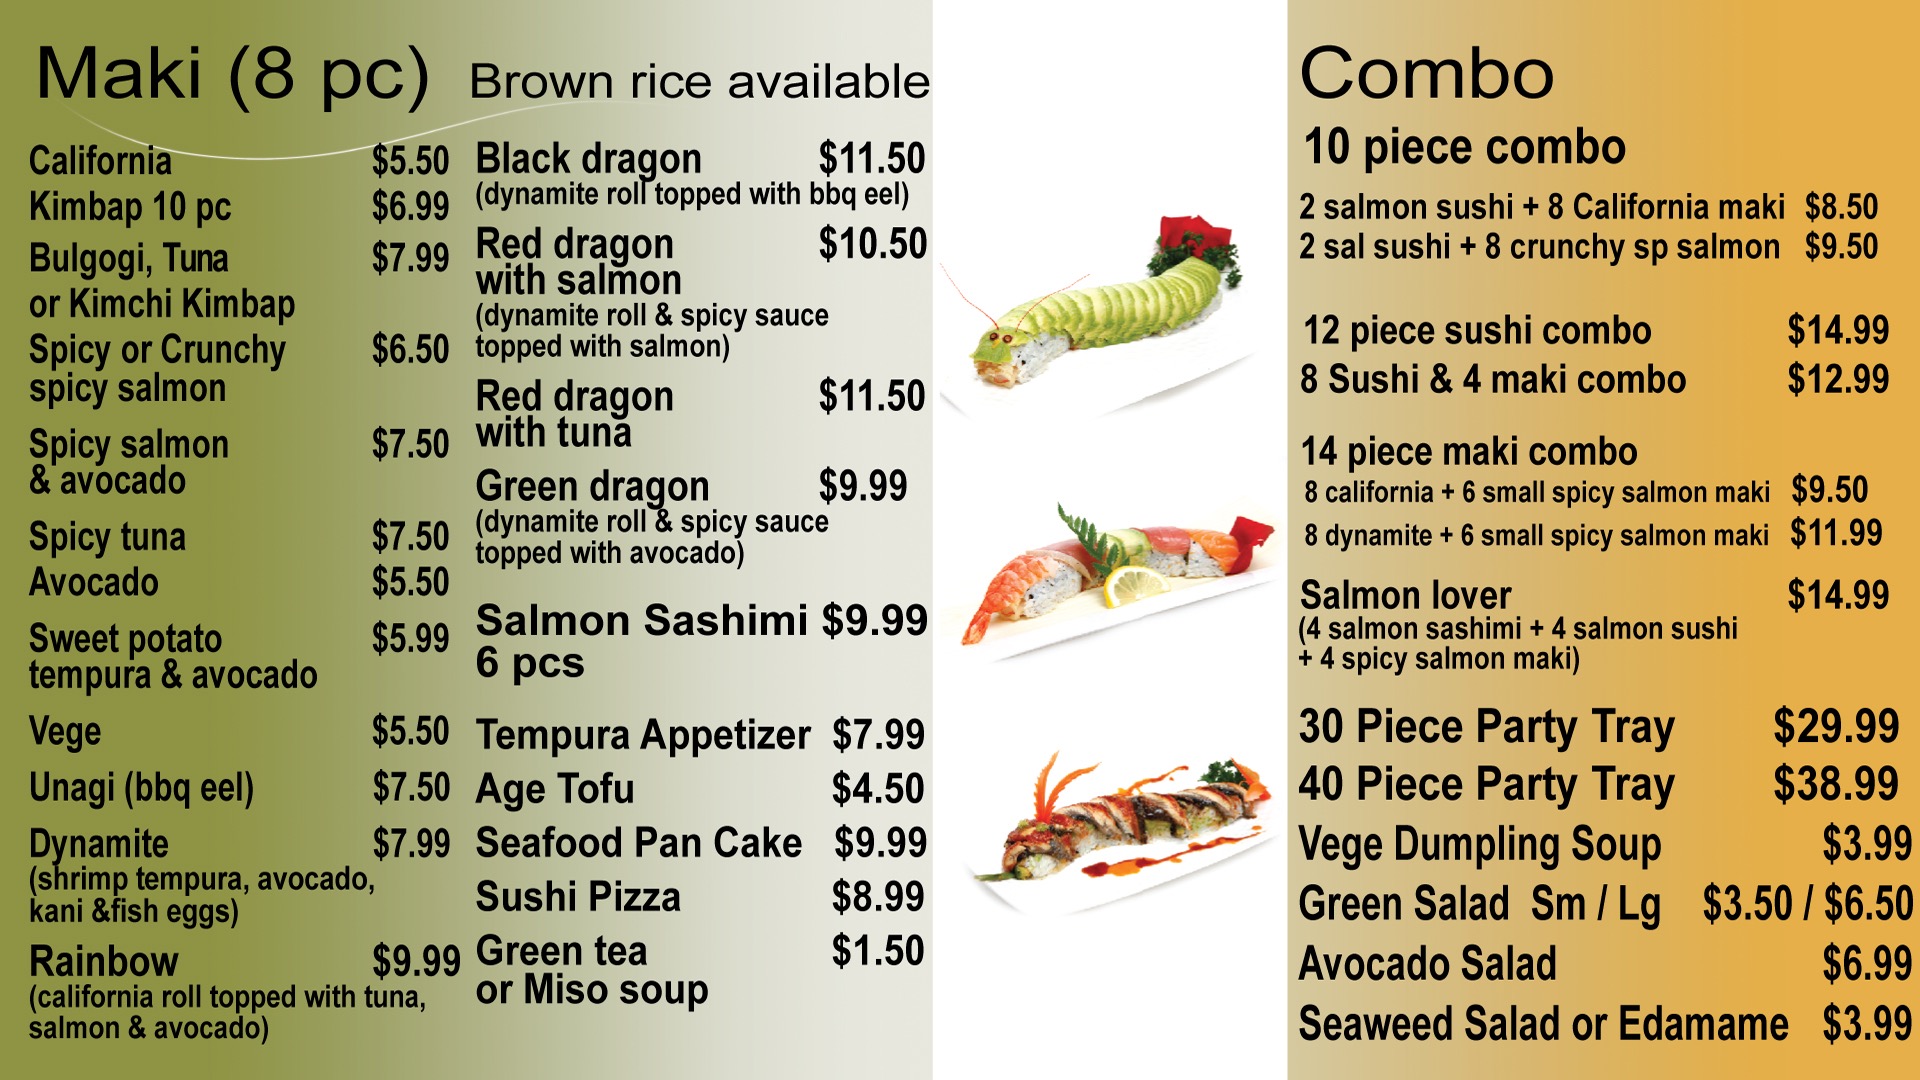 Maki (8 pc) Brown rice available
California $5.50
Kimbap 10 pc $6.99
Bulgogi, Tuna $7.99
or Kimchi Kimbap
Spicy or Crunchy $6.50
spicy salmon
Spicy salmon $7.50
& avocado
Spicy tuna $7.50
Avocado $5.50
Sweet potato $5.99
tempura & avocado
Vege $5.50
Unagi (bbq eel) $7.50
Dynamite $7.99
(shrimp tempura, avocado,
kani &fish eggs)
Rainbow $9.99
(california roll topped with tuna,
salmon & avocado)
Black dragon $11.50
(dynamite roll topped with bbq eel)
Red dragon $10.50
with salmon
(dynamite roll & spicy sauce
topped with salmon)
Red dragon $11.50
with tuna
Green dragon $9.99
(dynamite roll & spicy sauce
topped with avocado)
Salmon Sashimi $9.99
6 pcs
Tempura Appetizer $7.99
Age Tofu $4.50
Seafood Pan Cake $9.99
Sushi Pizza $8.99
Green tea $1.50
or Miso soup
Combo
10 piece combo
2 salmon sushi + 8 California maki $8.50
2 sal sushi + 8 crunchy sp salmon $9.50
12 piece sushi combo $14.99
8 Sushi & 4 maki combo $12.99
14 piece maki combo
8 california + 6 small spicy salmon maki $9.50
8 dynamite + 6 small spicy salmon maki $11.99
Salmon lover $14.99
(4 salmon sashimi + 4 salmon sushi
+ 4 spicy salmon maki)
30 Piece Party Tray $29.99
40 Piece Party Tray $38.99
Vege Dumpling Soup $3.99
Green Salad Sm / Lg $3.50 / $6.50
Avocado Salad $6.99
Seaweed Salad or Edamame $3.99